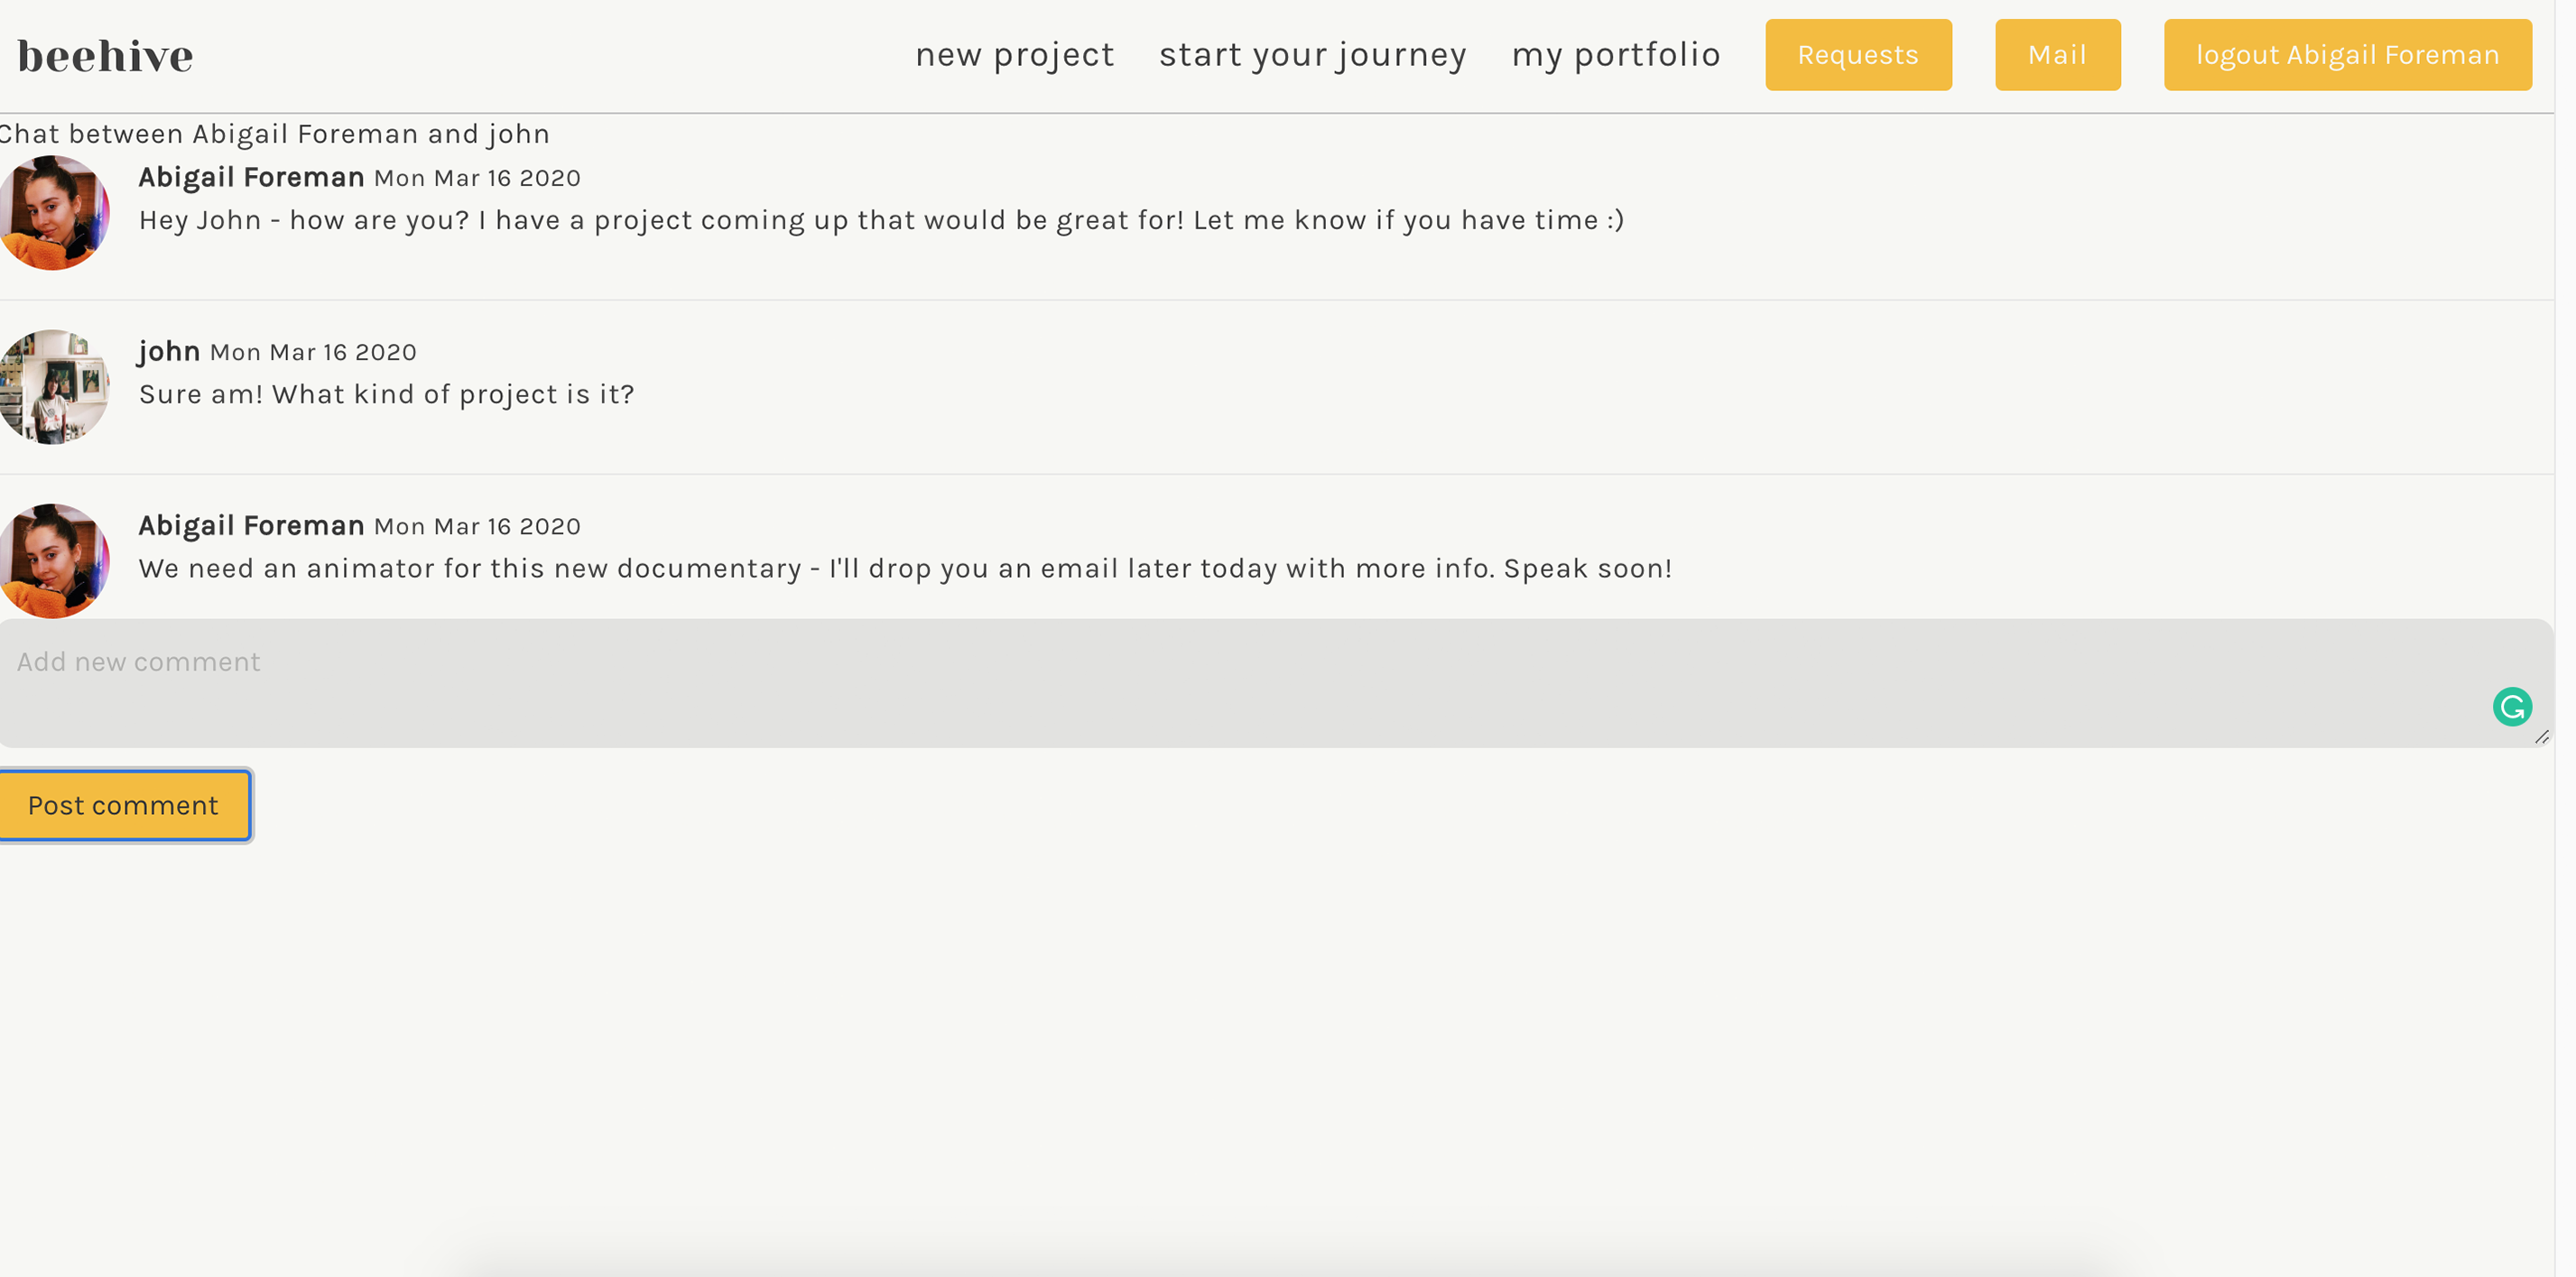 beehive
new project
start your journey
my portfolio
Requests
Mail
logout Abigail Foreman
Chat between Abigail Foreman and john
Abigail Foreman Mon Mar 16 2020
Hey John - how are you? I have a project coming up that would be great for! Let me know if you have time :)
john Mon Mar 16 2020
Sure am! What kind of project is it?
Abigail Foreman Mon Mar 16 2020
We need an animator for this new documentary - I'll drop you an email later today with more info. Speak soon!
Add new comment
Post comment